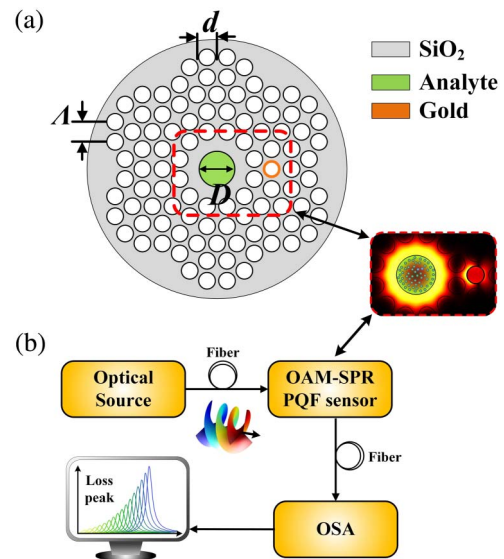 (a)
d
SiO₂
Analyte
Gold
Λ
D
(b)
Fiber
Optical
Source
OAM-SPR
PQF sensor
Fiber
Loss
peak
OSA